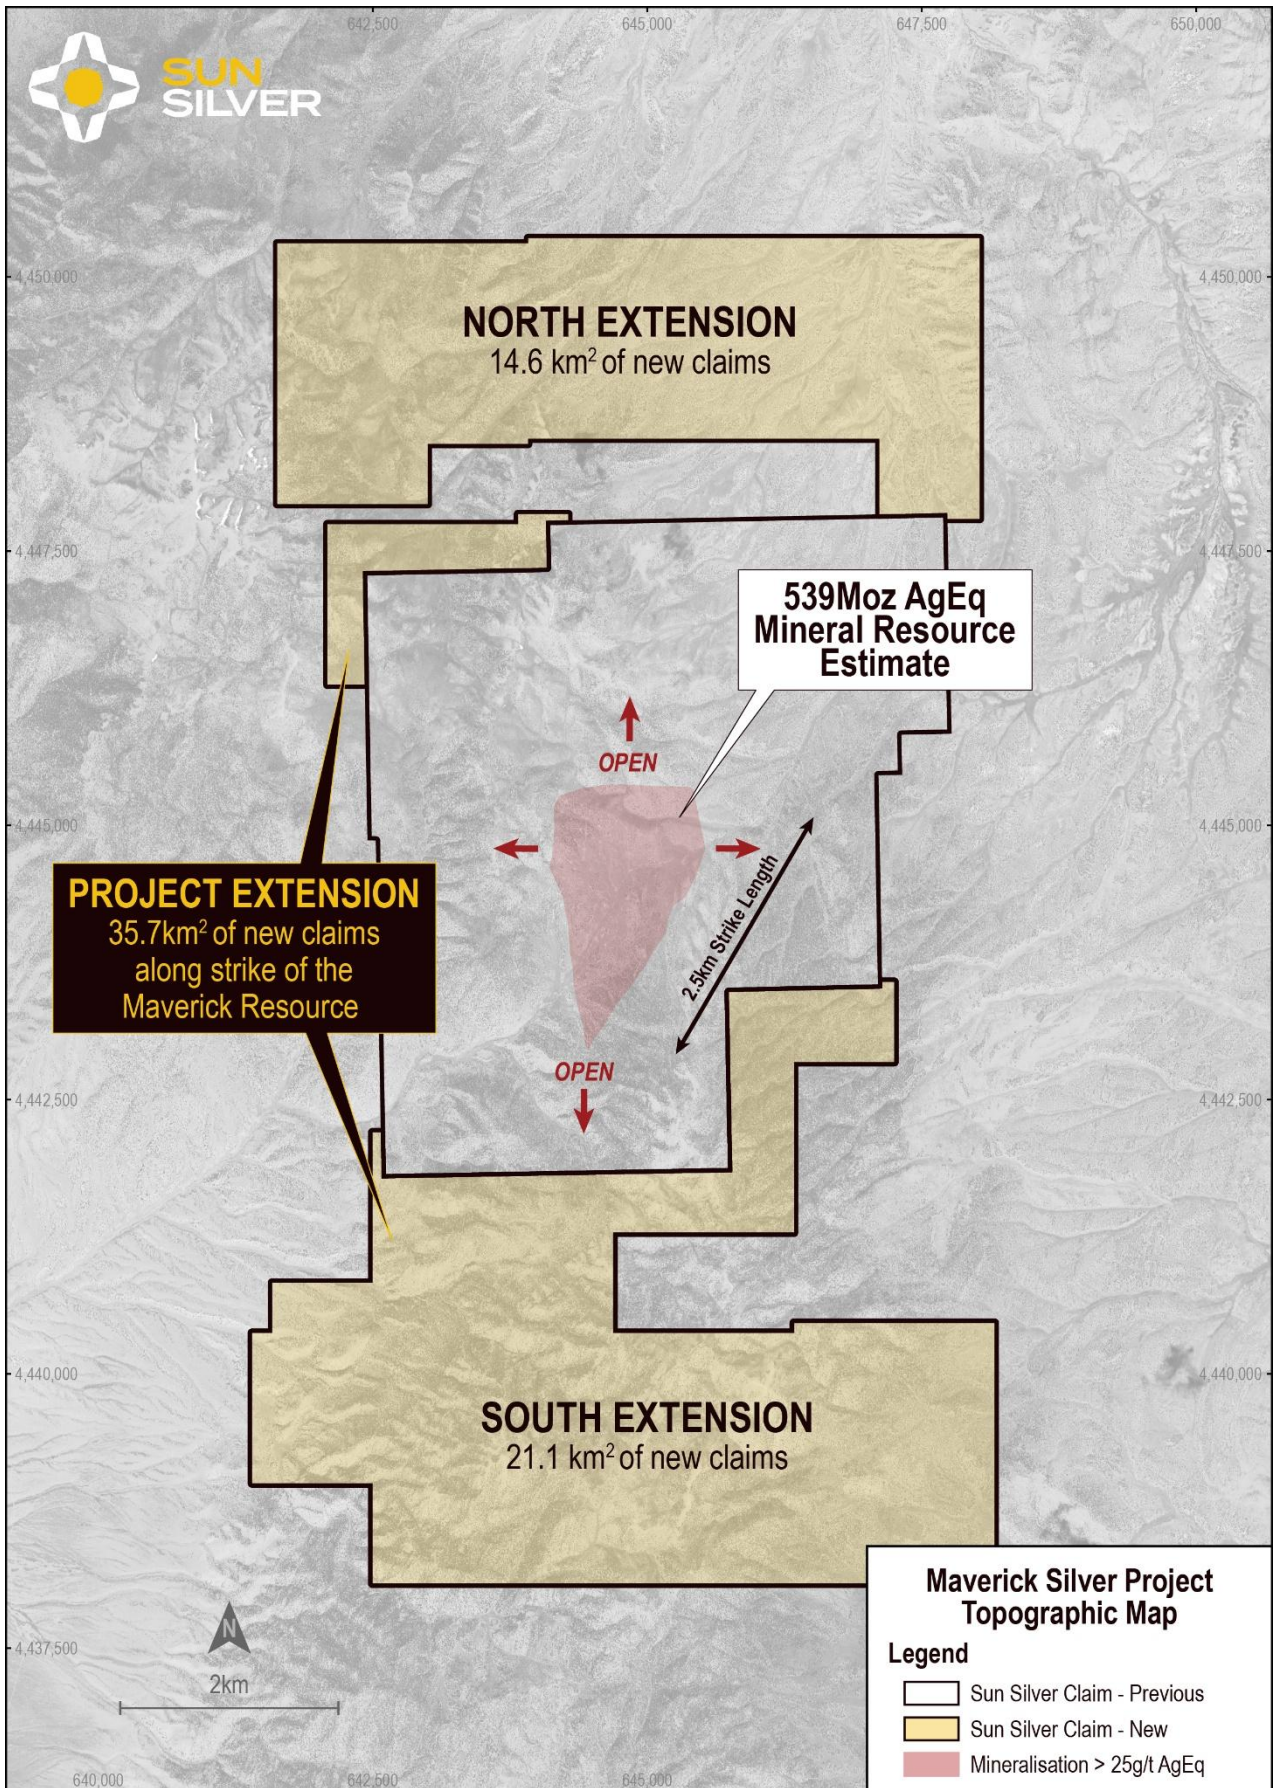 642,500
645,000
647,500
650,000
SUN
SILVER
4,450,000
4,450,000
NORTH EXTENSION
14.6 km² of new claims
4,447,500
4,447,500
539Moz AgEq
Mineral Resource
Estimate
OPEN
4,445,000
4,445,000
2.5km Strike Length
PROJECT EXTENSION
35.7km² of new claims
along strike of the
Maverick Resource
OPEN
4,442,500
4,442,500
4,440,000
4,440,000
SOUTH EXTENSION
21.1 km² of new claims
4,437,500
N
2km
Maverick Silver Project
Topographic Map
Legend
Sun Silver Claim - Previous
Sun Silver Claim - New
Mineralisation > 25g/t AgEq
640,000
642,500
645,000